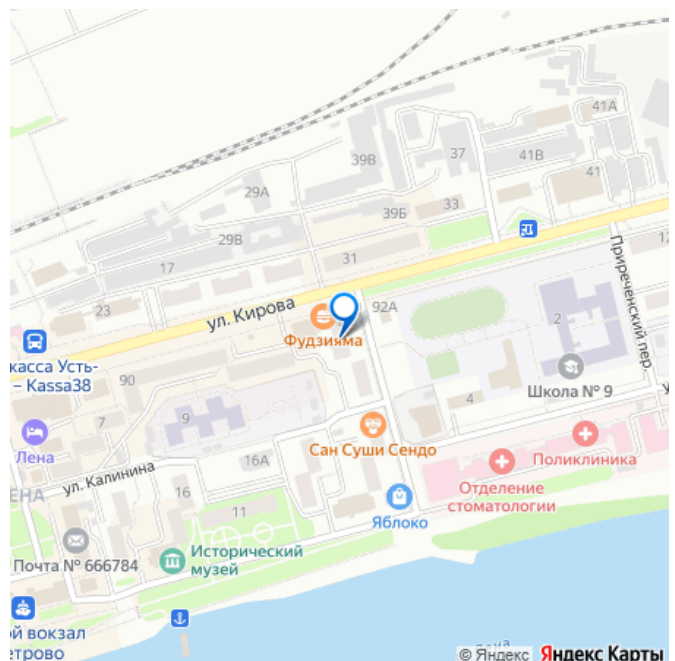 41А
39В
37
41В
41
29А
39Б
33
29В
31
17
12
23
ул. Кирова
92А
Приреченский пер.
2
Фудзияма
касса Усть-
– Kassa38
90
Школа № 9
4
7
9
Лена
Сан Суши Сендо
Поликлиника
16А
ул. Калинина
ЕНА
16
Отделение
стоматологии
11
Яблоко
Исторический
музей
Почта № 666784
ой вокзал
етрово
© Яндекс Яндекс Карты